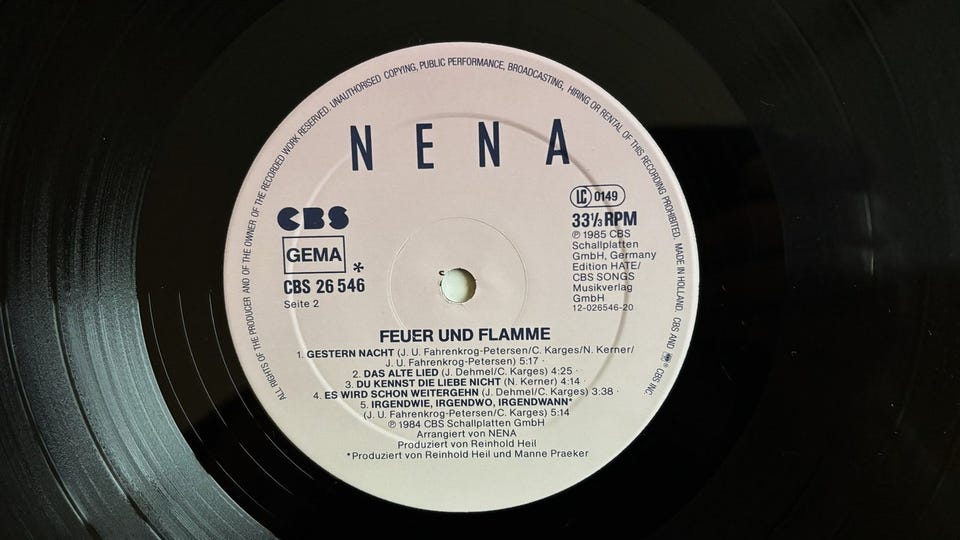 ALL RIGHTS OF THE PRODUCER AND OF THE OWNER OF THE RECORDED WORK RESERVED. UNAUTHORISED COPYING, PUBLIC PERFORMANCE, BROADCASTING, HIRING OR RENTAL OF THIS RECORDING PROHIBITED. MADE IN HOLLAND. CBS AND CBS INC.
NENA
CBS
GEMA *
CBS 26 546
Seite 2
LC 0149
33⅓ RPM
℗ 1985 CBS
Schallplatten
GmbH, Germany
Edition HATE/
CBS SONGS
Musikverlag
GmbH
12-026546-20
FEUER UND FLAMME
1. GESTERN NACHT (J. U. Fahrenkrog-Petersen/C. Karges/N. Kerner/
J. U. Fahrenkrog-Petersen) 5:17 ·
2. DAS ALTE LIED (J. Dehmel/C. Karges) 4:25 ·
3. DU KENNST DIE LIEBE NICHT (N. Kerner) 4:14 ·
4. ES WIRD SCHON WEITERGEHN (J. Dehmel/C. Karges) 3:38 ·
5. IRGENDWIE, IRGENDWO, IRGENDWANN*
(J. U. Fahrenkrog-Petersen/C. Karges) 5:14
℗ 1984 CBS Schallplatten GmbH
Arrangiert von NENA
Produziert von Reinhold Heil
*Produziert von Reinhold Heil und Manne Praeker